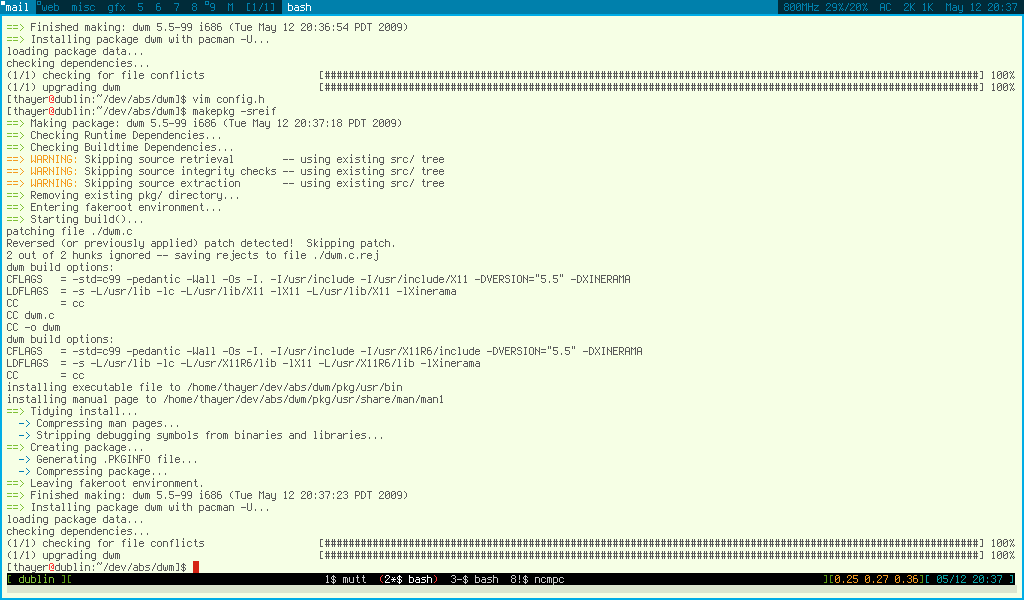 mail web misc gfx 5 6 7 8 9 M [1/1] bash 800MHz 29%/20% AC 2K 1K May 12 20:37
==> Finished making: dwm 5.5-99 i686 (Tue May 12 20:36:54 PDT 2009)
==> Installing package dwm with pacman -U...
loading package data...
checking dependencies...
(1/1) checking for file conflicts [##############################################################################################################] 100%
(1/1) upgrading dwm [##############################################################################################################] 100%
[thayer@dublin:~/dev/abs/dwm]$ vim config.h
[thayer@dublin:~/dev/abs/dwm]$ makepkg -sreif
==> Making package: dwm 5.5-99 i686 (Tue May 12 20:37:18 PDT 2009)
==> Checking Runtime Dependencies...
==> Checking Buildtime Dependencies...
==> WARNING: Skipping source retrieval -- using existing src/ tree
==> WARNING: Skipping source integrity checks -- using existing src/ tree
==> WARNING: Skipping source extraction -- using existing src/ tree
==> Removing existing pkg/ directory...
==> Entering fakeroot environment...
==> Starting build()...
patching file ./dwm.c
Reversed (or previously applied) patch detected!  Skipping patch.
2 out of 2 hunks ignored -- saving rejects to file ./dwm.c.rej
dwm build options:
CFLAGS   = -std=c99 -pedantic -Wall -Os -I. -I/usr/include -I/usr/include/X11 -DVERSION="5.5" -DXINERAMA
LDFLAGS  = -s -L/usr/lib -lc -L/usr/lib/X11 -lX11 -L/usr/lib/X11 -lXinerama
CC       = cc
CC dwm.c
CC -o dwm
dwm build options:
CFLAGS   = -std=c99 -pedantic -Wall -Os -I. -I/usr/include -I/usr/X11R6/include -DVERSION="5.5" -DXINERAMA
LDFLAGS  = -s -L/usr/lib -lc -L/usr/X11R6/lib -lX11 -L/usr/X11R6/lib -lXinerama
CC       = cc
installing executable file to /home/thayer/dev/abs/dwm/pkg/usr/bin
installing manual page to /home/thayer/dev/abs/dwm/pkg/usr/share/man/man1
==> Tidying install...
  -> Compressing man pages...
  -> Stripping debugging symbols from binaries and libraries...
==> Creating package...
  -> Generating .PKGINFO file...
  -> Compressing package...
==> Leaving fakeroot environment.
==> Finished making: dwm 5.5-99 i686 (Tue May 12 20:37:23 PDT 2009)
==> Installing package dwm with pacman -U...
loading package data...
checking dependencies...
(1/1) checking for file conflicts [##############################################################################################################] 100%
(1/1) upgrading dwm [##############################################################################################################] 100%
[thayer@dublin:~/dev/abs/dwm]$
[ dublin ][ 1$ mutt (2*$ bash) 3-$ bash 8!$ ncmpc ][0.25 0.27 0.36][ 05/12 20:37 ]